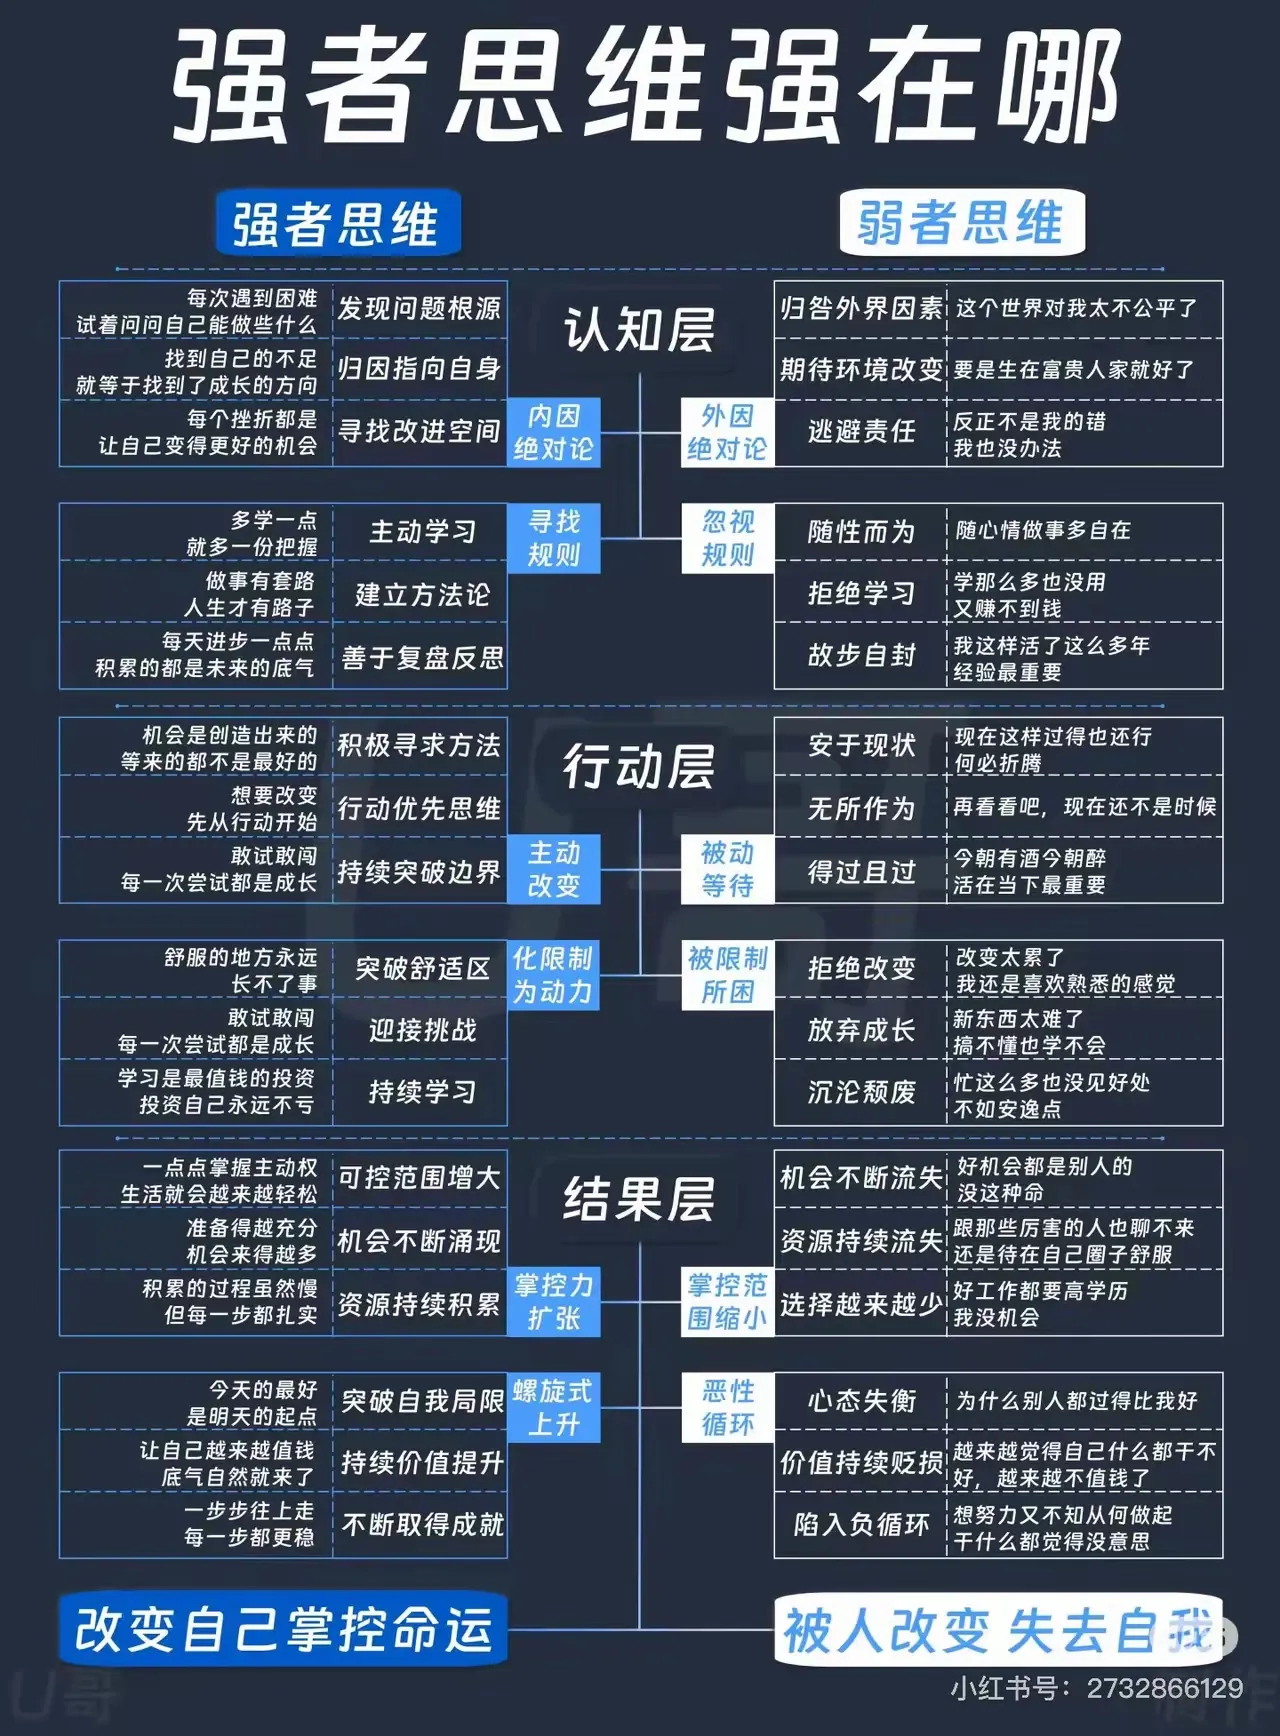 强者思维强在哪
强者思维
弱者思维
认知层
每次遇到困难
试着问问自己能做些什么
发现问题根源
找到自己的不足
就等于找到了成长的方向
归因指向自身
每个挫折都是
让自己变得更好的机会
寻找改进空间
内因
绝对论
外因
绝对论
归咎外界因素
这个世界对我太不公平了
期待环境改变
要是生在富贵人家就好了
逃避责任
反正不是我的错
我也没办法
多学一点
就多一份把握
主动学习
做事有套路
人生才有路子
建立方法论
每天进步一点点
积累的都是未来的底气
善于复盘反思
寻找
规则
忽视
规则
随性而为
随心情做事多自在
拒绝学习
学那么多也没用
又赚不到钱
故步自封
我这样活了这么多年
经验最重要
行动层
机会是创造出来的
等来的都不是最好的
积极寻求方法
想要改变
先从行动开始
行动优先思维
敢试敢闯
每一次尝试都是成长
持续突破边界
主动
改变
被动
等待
安于现状
现在这样过得也还行
何必折腾
无所作为
再看看吧，现在还不是时候
得过且过
今朝有酒今朝醉
活在当下最重要
舒服的地方永远
长不了事
突破舒适区
敢试敢闯
每一次尝试都是成长
迎接挑战
学习是最值钱的投资
投资自己永远不亏
持续学习
化限制
为动力
被限制
所困
拒绝改变
改变太累了
我还是喜欢熟悉的感觉
放弃成长
新东西太难了
搞不懂也学不会
沉沦颓废
忙这么多也没见好处
不如安逸点
结果层
一点点掌握主动权
生活就会越来越轻松
可控范围增大
准备得越充分
机会来得越多
机会不断涌现
积累的过程虽然慢
但每一步都扎实
资源持续积累
掌控力
扩张
掌控范
围缩小
机会不断流失
好机会都是别人的
没这种命
资源持续流失
跟那些厉害的人也聊不来
还是待在自己圈子舒服
选择越来越少
好工作都要高学历
我没机会
今天的最好
是明天的起点
突破自我局限
让自己越来越值钱
底气自然就来了
持续价值提升
一步步往上走
每一步都更稳
不断取得成就
螺旋式
上升
恶性
循环
心态失衡
为什么别人都过得比我好
价值持续贬损
越来越觉得自己什么都干不
好，越来越不值钱了
陷入负循环
想努力又不知从何做起
干什么都觉得没意思
改变自己掌控命运
被人改变 失去自我
U哥
制作
小红书号：2732866129